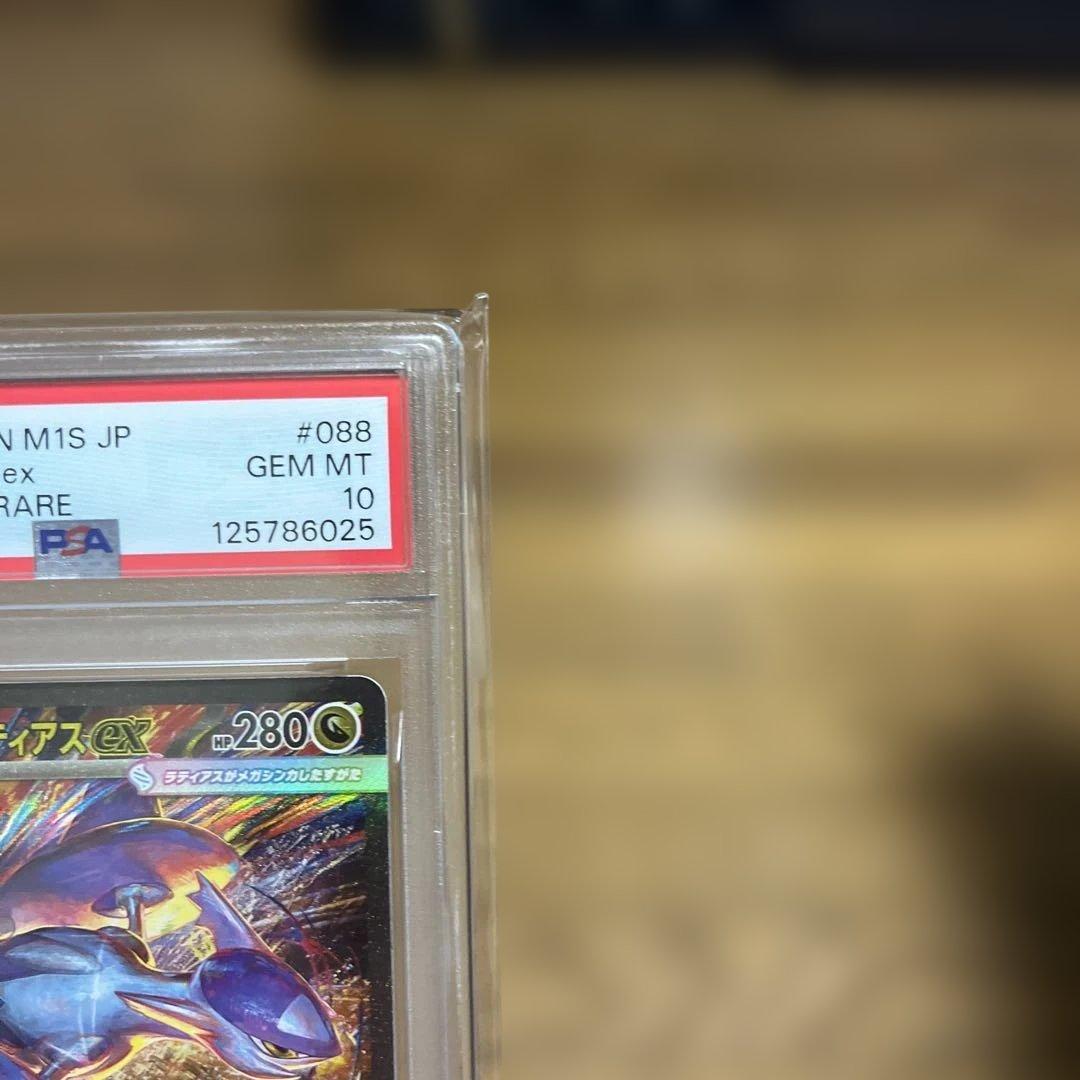 N M1S JP #088
ex GEM MT
RARE 10
PSA 125786025
ティアスex HP280
ラティアスがメガシンカしたすがた